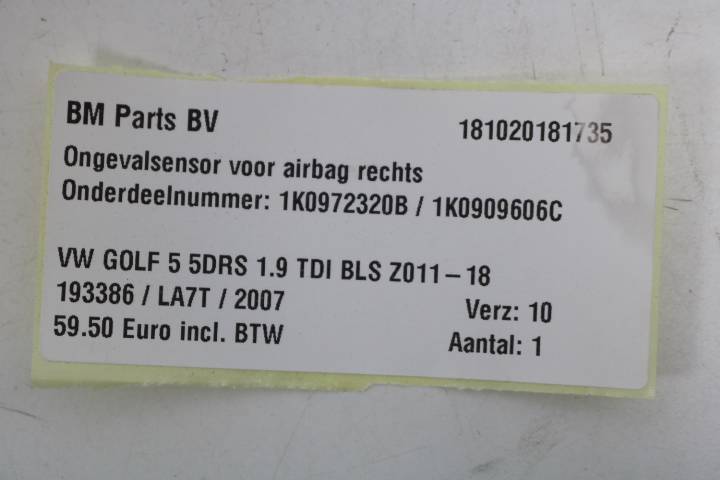 BM Parts BV 181020181735
Ongevalsensor voor airbag rechts
Onderdeelnummer: 1K0972320B / 1K0909606C
VW GOLF 5 5DRS 1.9 TDI BLS Z011-18
193386 / LA7T / 2007 Verz: 10
59.50 Euro incl. BTW Aantal: 1